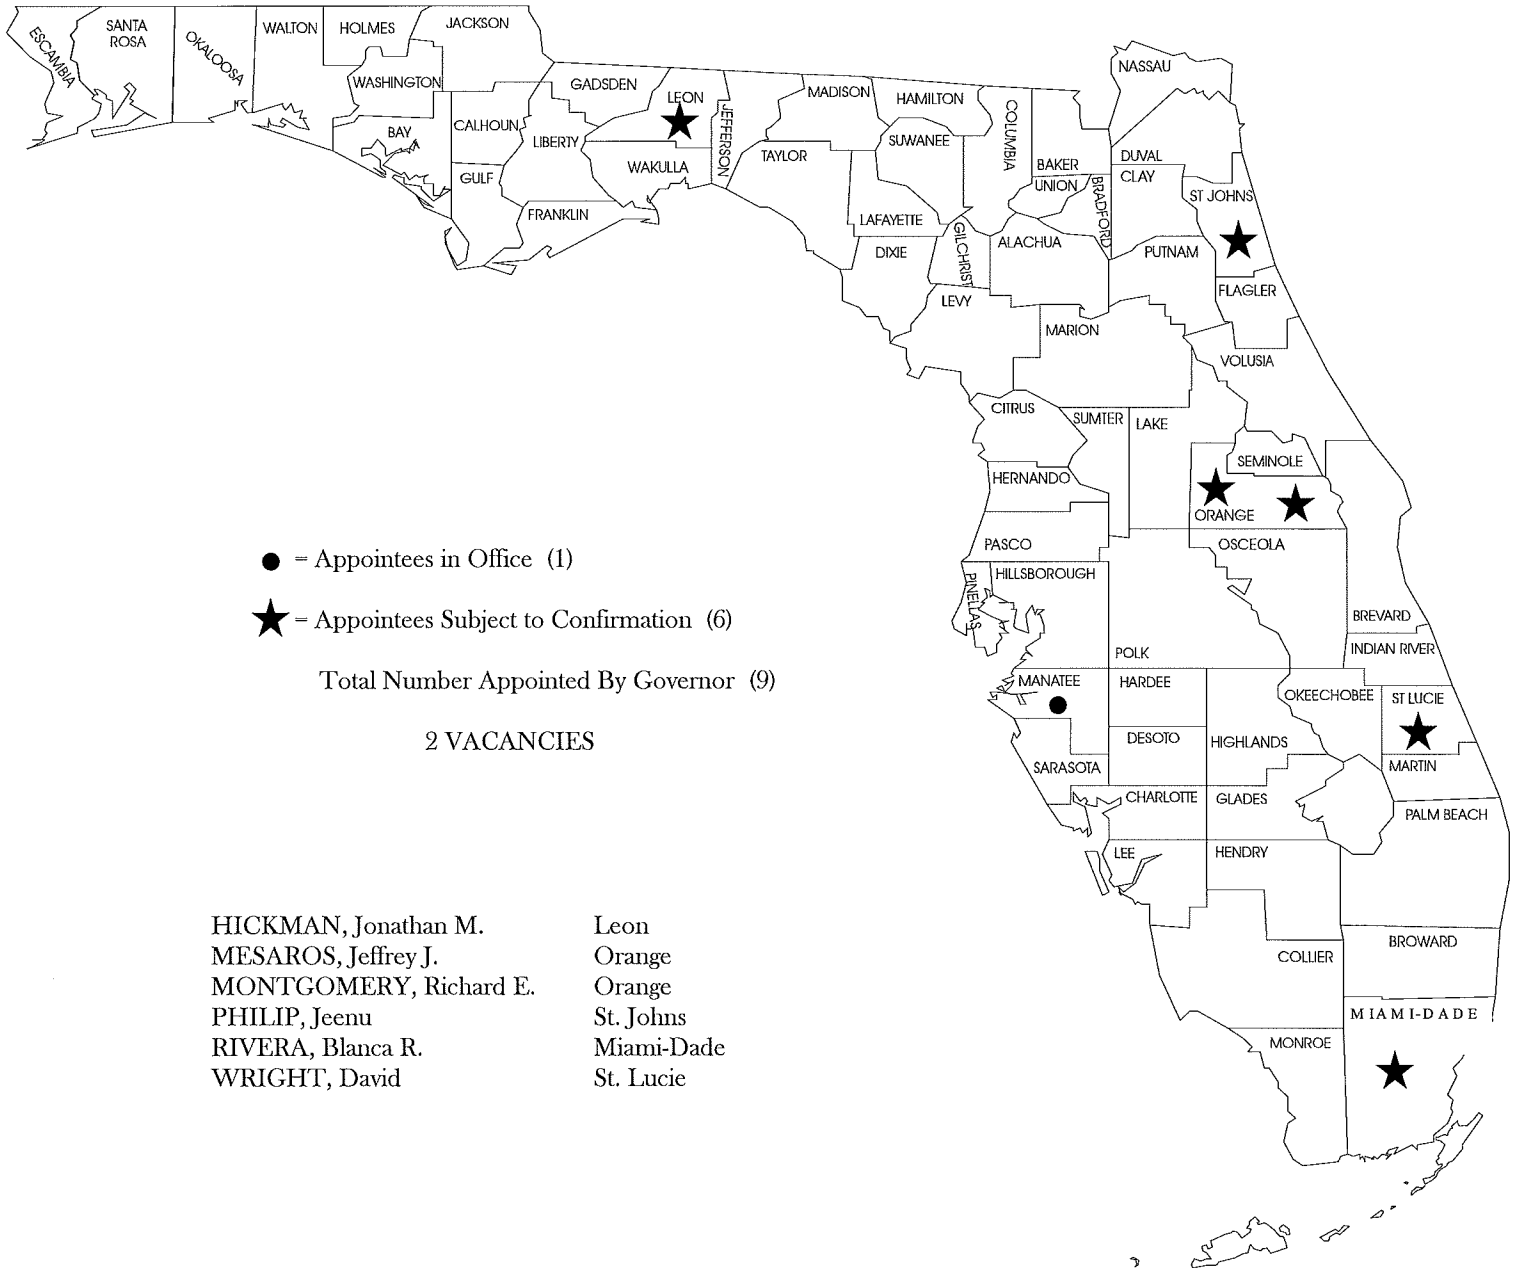 ESCAMBIA
SANTA
ROSA
OKALOOSA
WALTON
HOLMES
JACKSON
WASHINGTON
BAY
CALHOUN
GULF
GADSDEN
LIBERTY
FRANKLIN
LEON
WAKULLA
JEFFERSON
MADISON
TAYLOR
HAMILTON
SUWANEE
LAFAYETTE
DIXIE
COLUMBIA
GILCHRIST
BAKER
UNION
BRADFORD
ALACHUA
LEVY
NASSAU
DUVAL
CLAY
ST JOHNS
PUTNAM
FLAGLER
MARION
VOLUSIA
CITRUS
SUMTER
LAKE
SEMINOLE
HERNANDO
ORANGE
PASCO
OSCEOLA
HILLSBOROUGH
PINELLAS
BREVARD
POLK
INDIAN RIVER
MANATEE
HARDEE
OKEECHOBEE
ST LUCIE
DESOTO
HIGHLANDS
SARASOTA
MARTIN
CHARLOTTE
GLADES
PALM BEACH
LEE
HENDRY
BROWARD
COLLIER
MIAMI-DADE
MONROE
= Appointees in Office (1)
= Appointees Subject to Confirmation (6)
Total Number Appointed By Governor (9)
2 VACANCIES
HICKMAN, Jonathan M. Leon
MESAROS, Jeffrey J. Orange
MONTGOMERY, Richard E. Orange
PHILIP, Jeenu St. Johns
RIVERA, Blanca R. Miami-Dade
WRIGHT, David St. Lucie